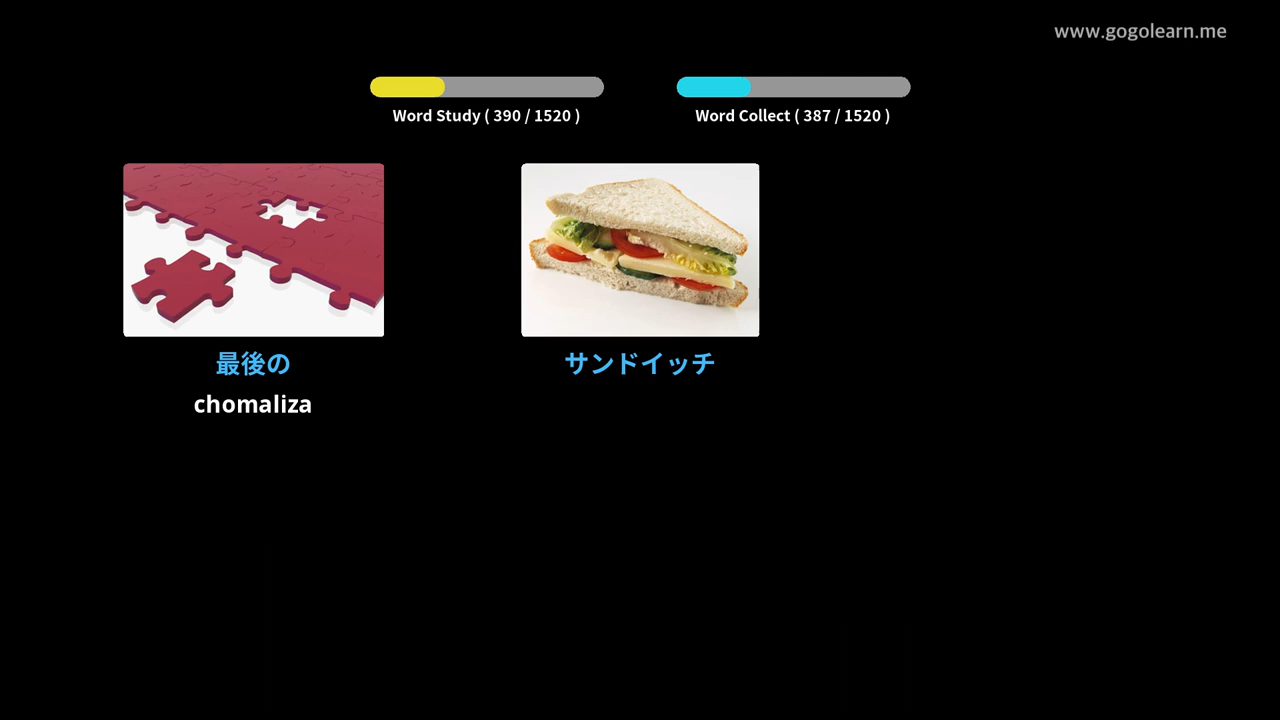 www.gogolearn.me
Word Study ( 390 / 1520 )
Word Collect ( 387 / 1520 )
最後の
chomaliza
サンドイッチ